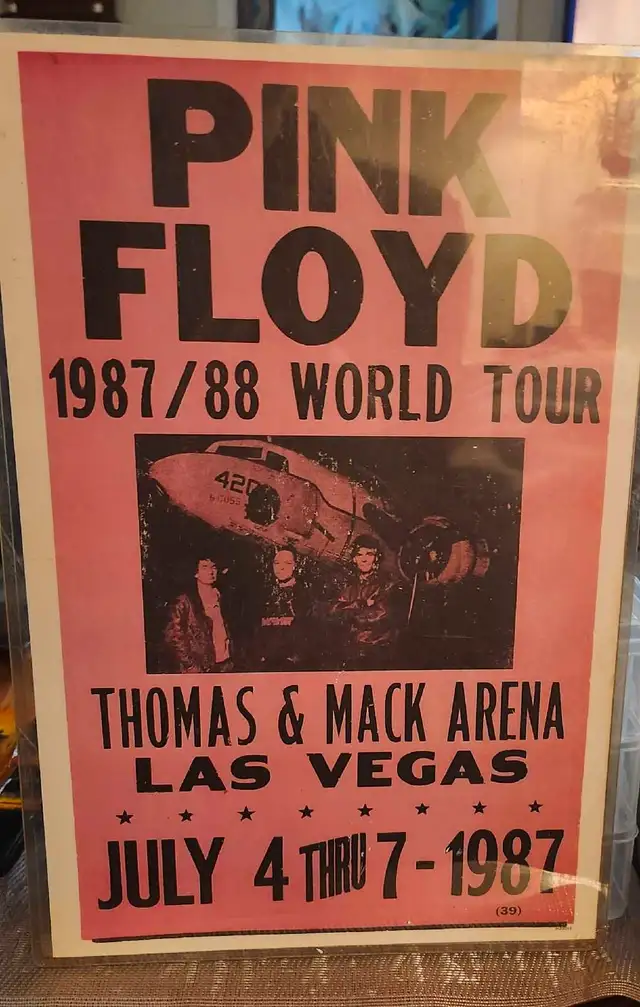 PINK
FLOYD
1987/88 WORLD TOUR
420
THOMAS & MACK ARENA
LAS VEGAS
JULY 4 THRU 7-1987
(39)